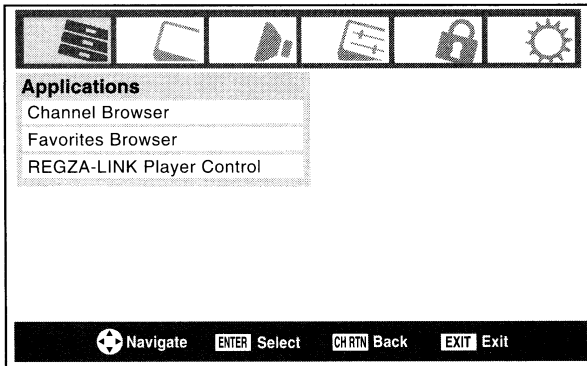 Applications
Channel Browser
Favorites Browser
REGZA-LINK Player Control
Navigate ENTER Select CH RTN Back EXIT Exit